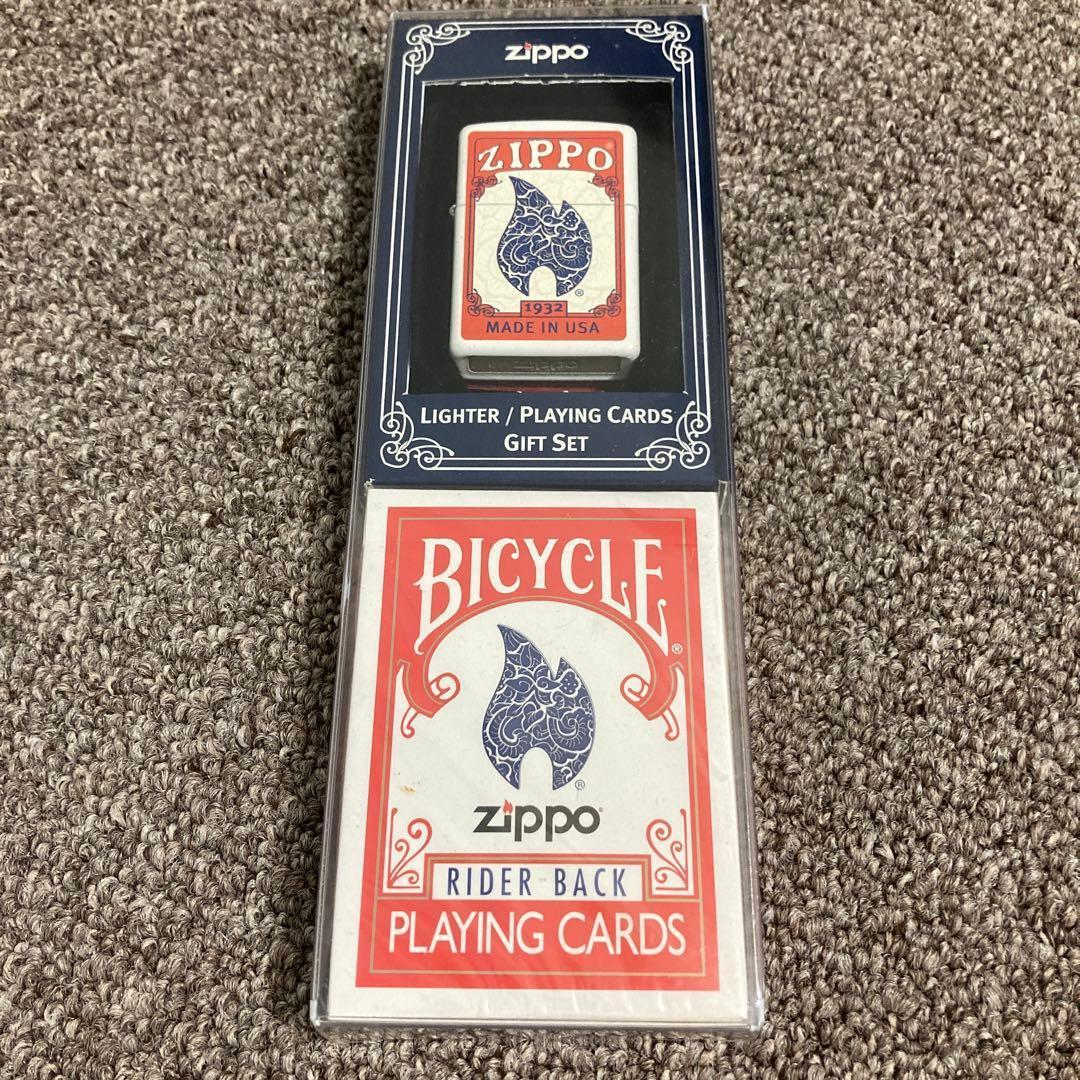 zippo
ZIPPO®
®
1932
MADE IN USA
LIGHTER / PLAYING CARDS
GIFT SET
BICYCLE®
®
zippo
RIDER BACK
PLAYING CARDS